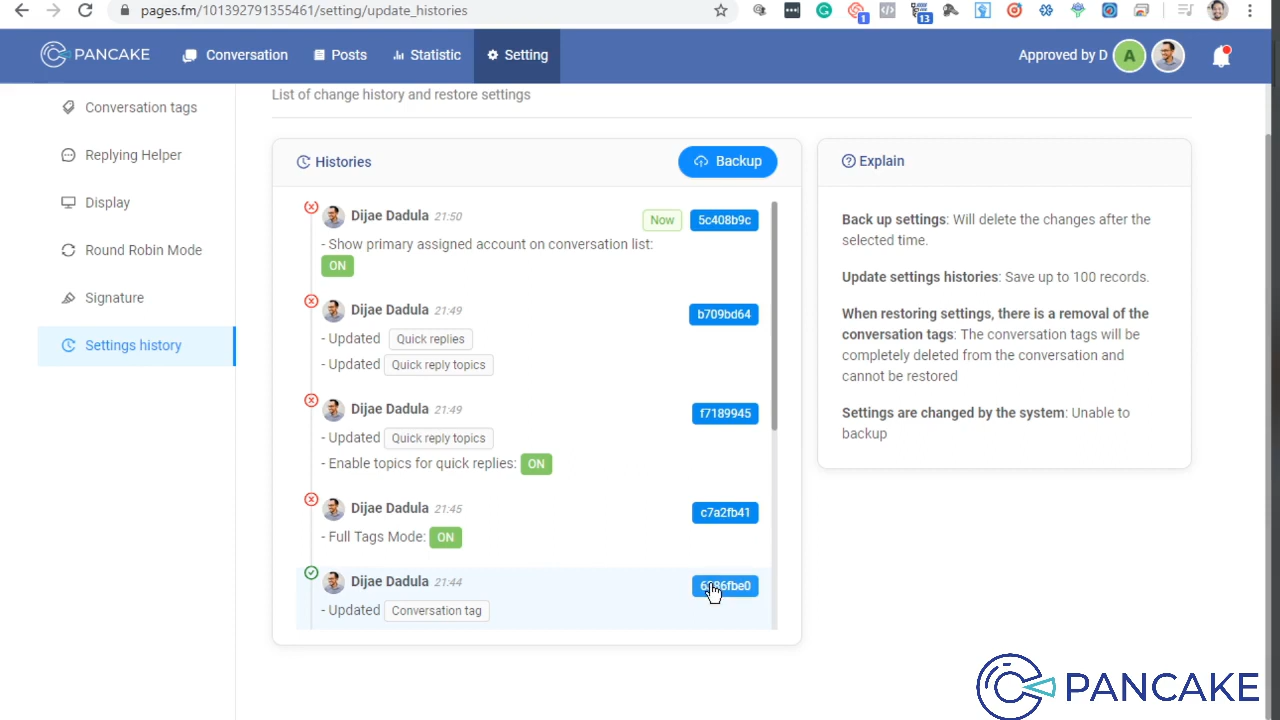 pages.fm/101392791355461/setting/update_histories
1
13
PANCAKE
Conversation
Posts
Statistic
Setting
Approved by D
A
Conversation tags
Replying Helper
Display
Round Robin Mode
Signature
Settings history
List of change history and restore settings
Histories
Backup
Dijae Dadula 21:50
Now
5c408b9c
- Show primary assigned account on conversation list:
ON
Dijae Dadula 21:49
b709bd64
- Updated Quick replies
- Updated Quick reply topics
Dijae Dadula 21:49
f7189945
- Updated Quick reply topics
- Enable topics for quick replies: ON
Dijae Dadula 21:45
c7a2fb41
- Full Tags Mode: ON
Dijae Dadula 21:44
- Updated Conversation tag
Explain
Back up settings: Will delete the changes after the
selected time.
Update settings histories: Save up to 100 records.
When restoring settings, there is a removal of the
conversation tags: The conversation tags will be
completely deleted from the conversation and
cannot be restored
Settings are changed by the system: Unable to
backup
PANCAKE